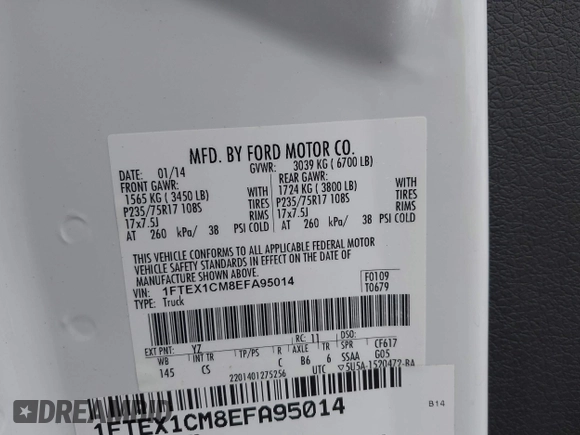 MFD. BY FORD MOTOR CO.
DATE: 01/14 GVWR: 3039 KG ( 6700 LB)
FRONT GAWR: REAR GAWR:
1565 KG ( 3450 LB) WITH 1724 KG ( 3800 LB) WITH
P235/75R17 108S TIRES P235/75R17 108S TIRES
17x7.5J RIMS 17x7.5J RIMS
AT 260 kPa/ 38 PSI COLD AT 260 kPa/ 38 PSI COLD
THIS VEHICLE CONFORMS TO ALL APPLICABLE FEDERAL MOTOR
VEHICLE SAFETY STANDARDS IN EFFECT ON THE DATE OF
MANUFACTURE SHOWN ABOVE.
VIN: 1FTEX1CM8EFA95014 F0109
TYPE: Truck T0679
EXT PNT: YZ RC: 11 DSO:
WB INT TR TP/PS R AXLE TR SPR CF617
145 CS C B6 6 SSAA G05
2201401275256 UTC ▽5U5A-1520472-BA
1FTEX1CM8EFA95014
B14
DREAMBID